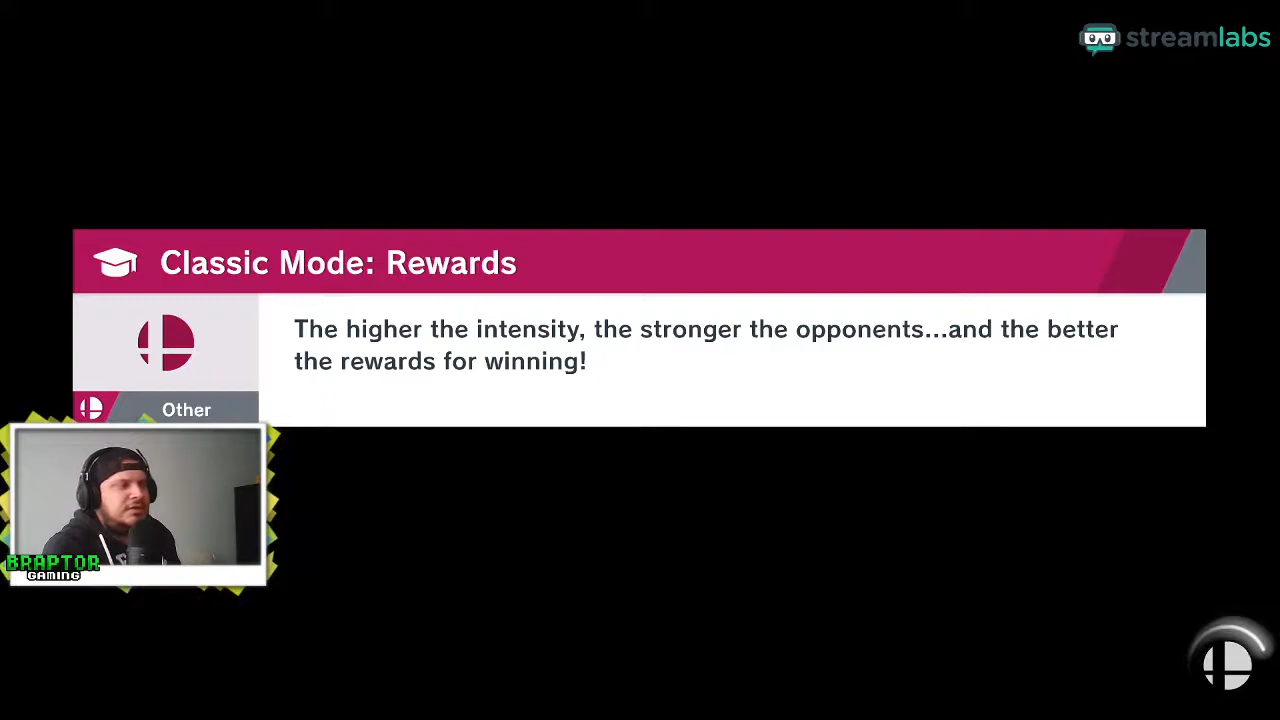 streamlabs
Classic Mode: Rewards
The higher the intensity, the stronger the opponents...and the better
the rewards for winning!
Other
BRAPTOR
GAMING